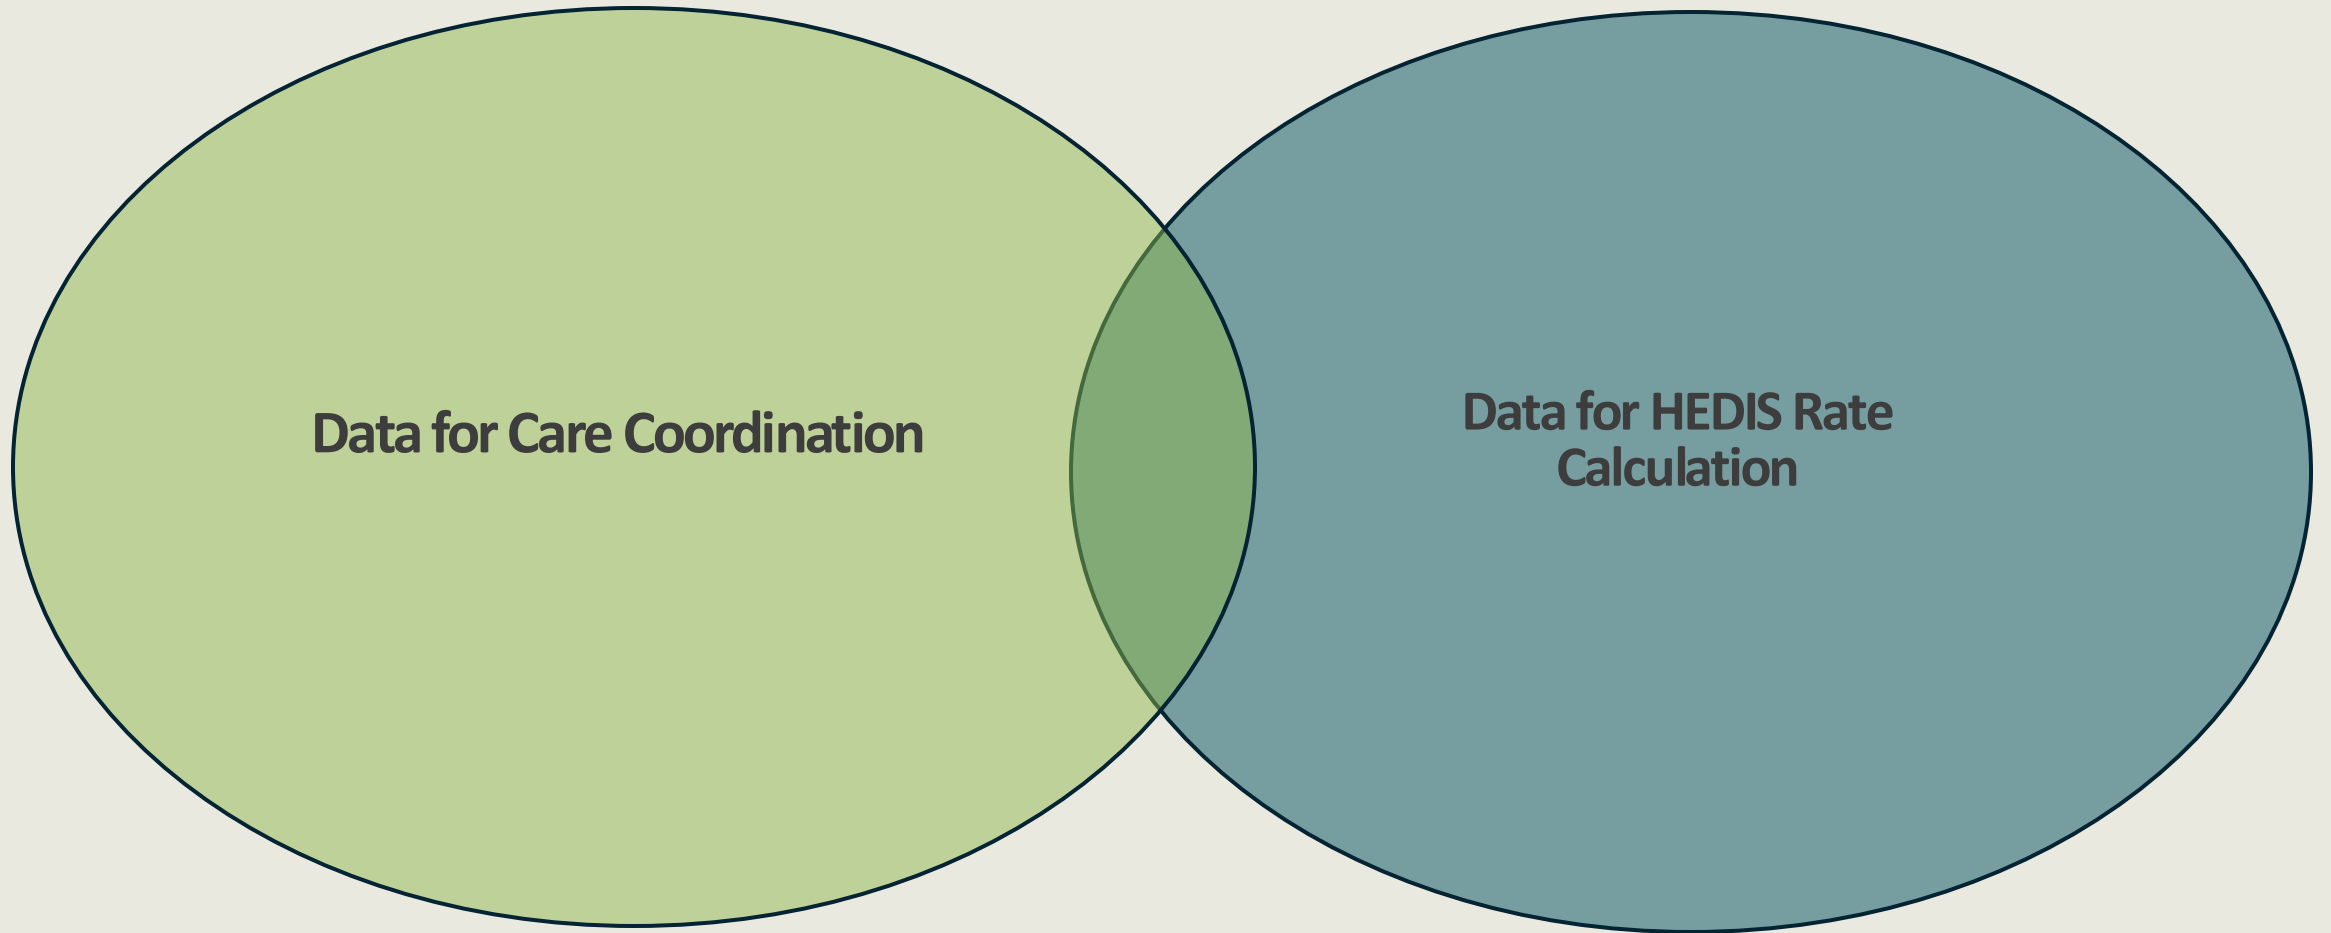 Data for Care Coordination
Data for HEDIS Rate
Calculation